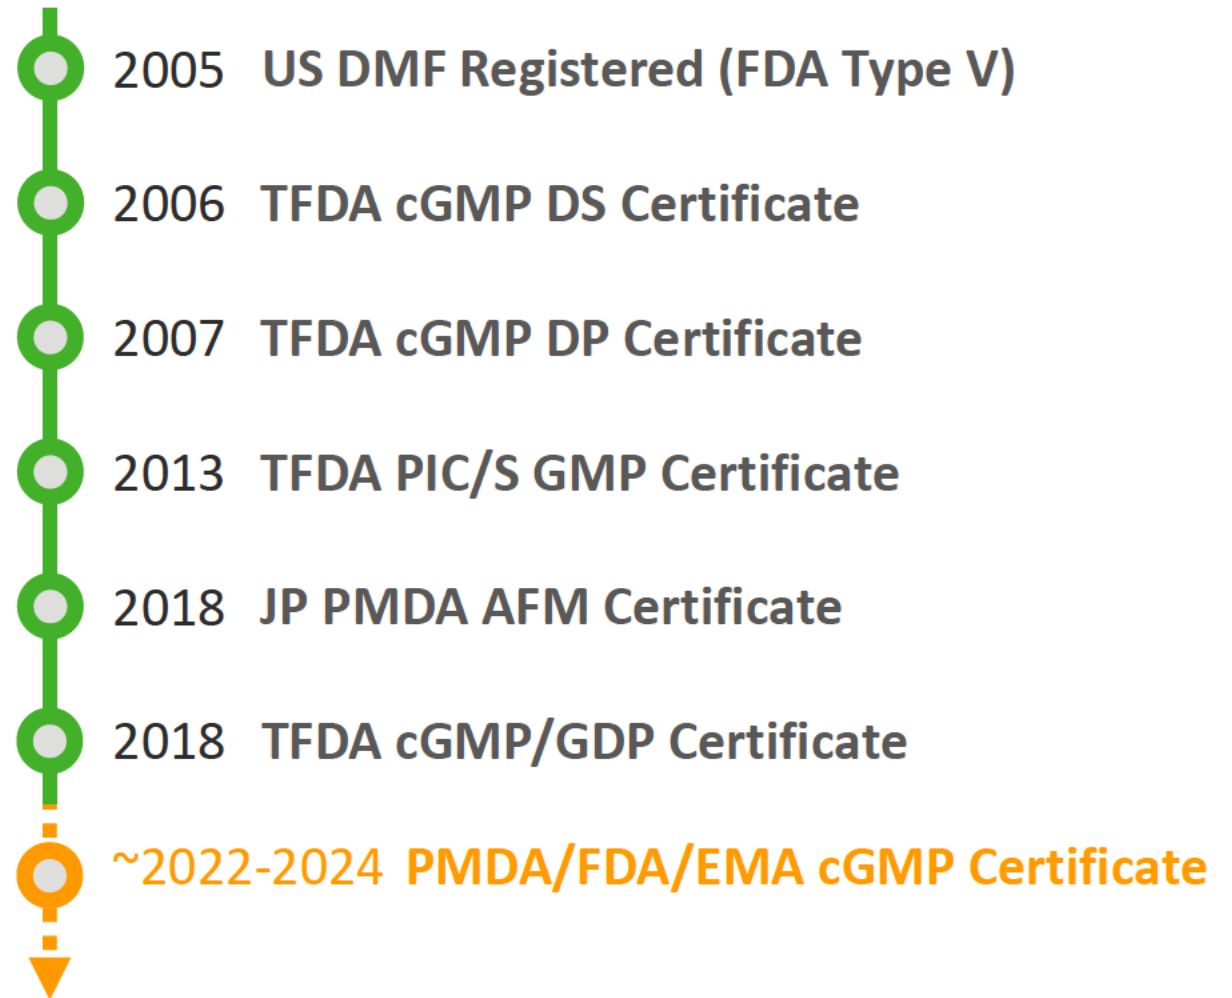 2005 US DMF Registered (FDA Type V)
2006 TFDA cGMP DS Certificate
2007 TFDA cGMP DP Certificate
2013 TFDA PIC/S GMP Certificate
2018 JP PMDA AFM Certificate
2018 TFDA cGMP/GDP Certificate
~2022-2024 PMDA/FDA/EMA cGMP Certificate